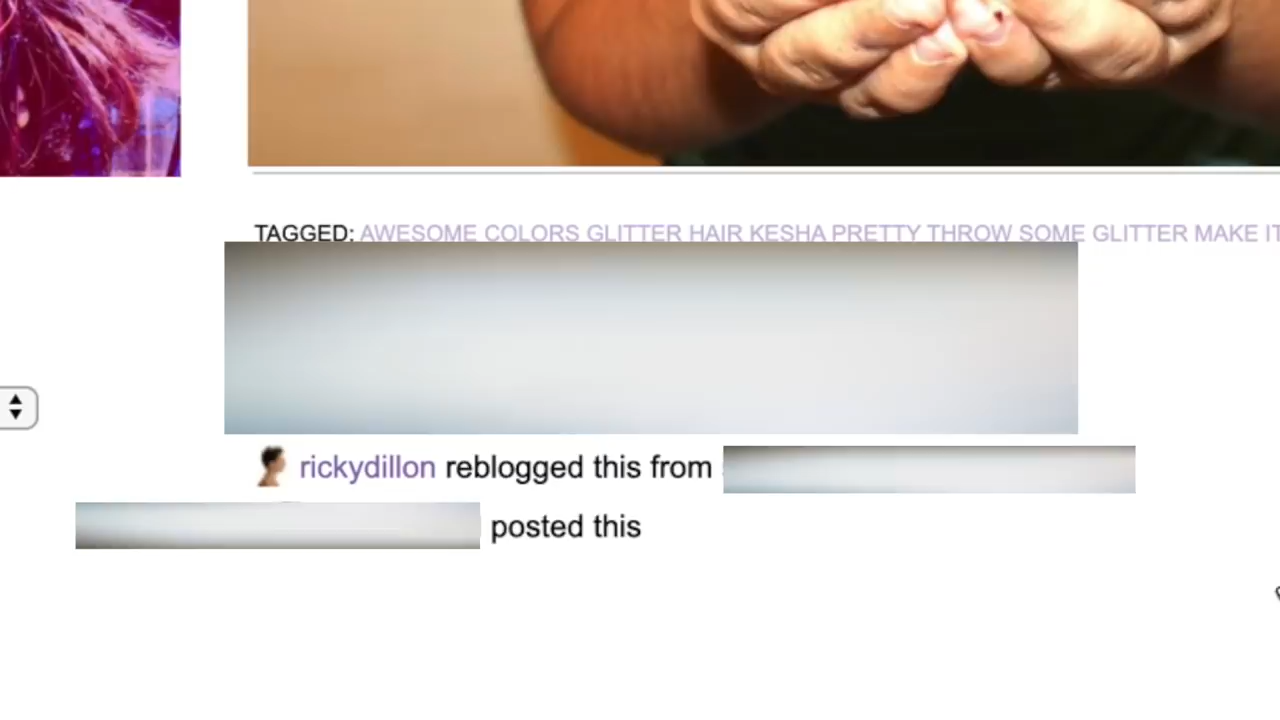 TAGGED: AWESOME COLORS GLITTER HAIR KESHA PRETTY THROW SOME GLITTER MAKE IT
rickydillon reblogged this from
posted this